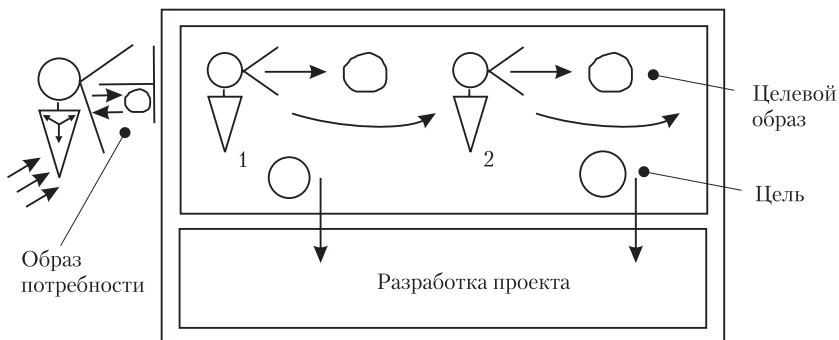 Целевой
образ
1
2
Цель
Образ
потребности
Разработка проекта